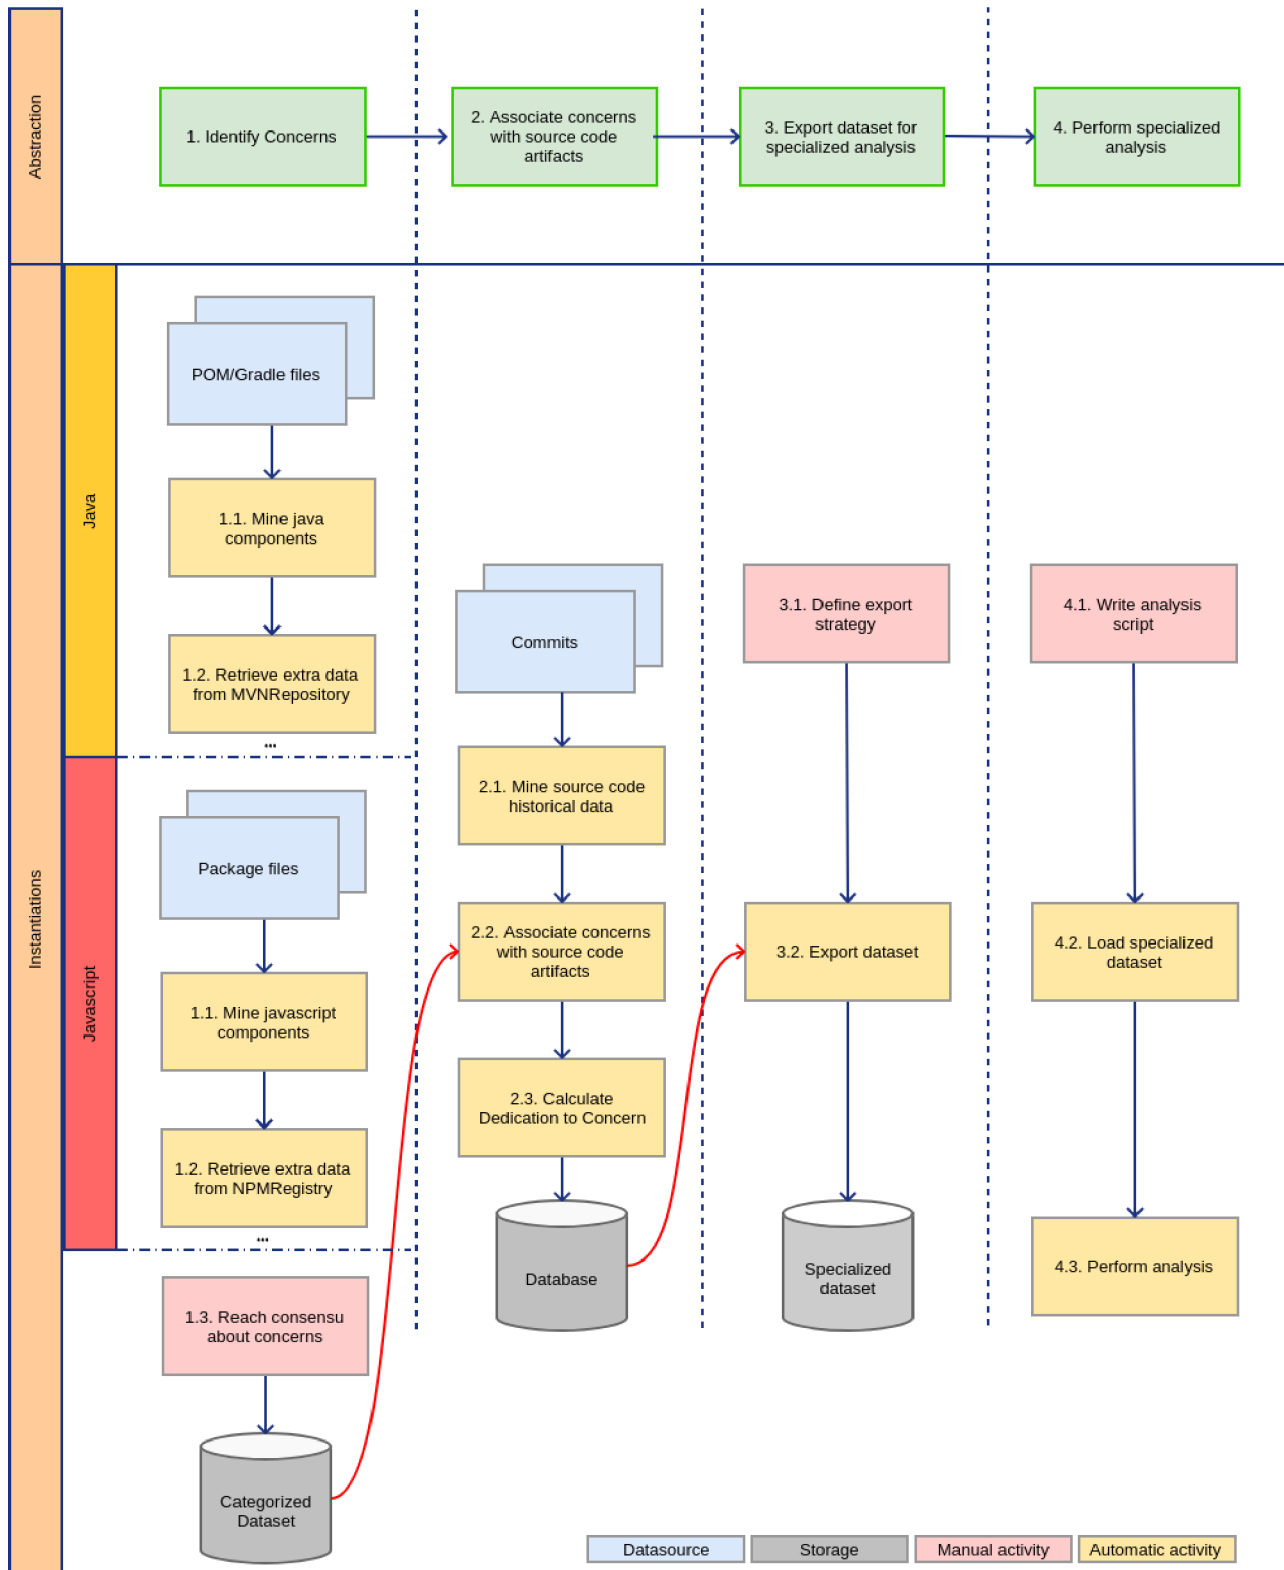 Abstraction
1. Identify Concerns
2. Associate concerns
with source code
artifacts
3. Export dataset for
specialized analysis
4. Perform specialized
analysis
Instantiations
Java
POM/Gradle files
1.1. Mine java
components
1.2. Retrieve extra data
from MVNRepository
...
Javascript
Package files
1.1. Mine javascript
components
1.2. Retrieve extra data
from NPMRegistry
...
1.3. Reach consensu
about concerns
Categorized
Dataset
Commits
2.1. Mine source code
historical data
2.2. Associate concerns
with source code
artifacts
2.3. Calculate
Dedication to Concern
Database
3.1. Define export
strategy
3.2. Export dataset
Specialized
dataset
4.1. Write analysis
script
4.2. Load specialized
dataset
4.3. Perform analysis
Datasource
Storage
Manual activity
Automatic activity